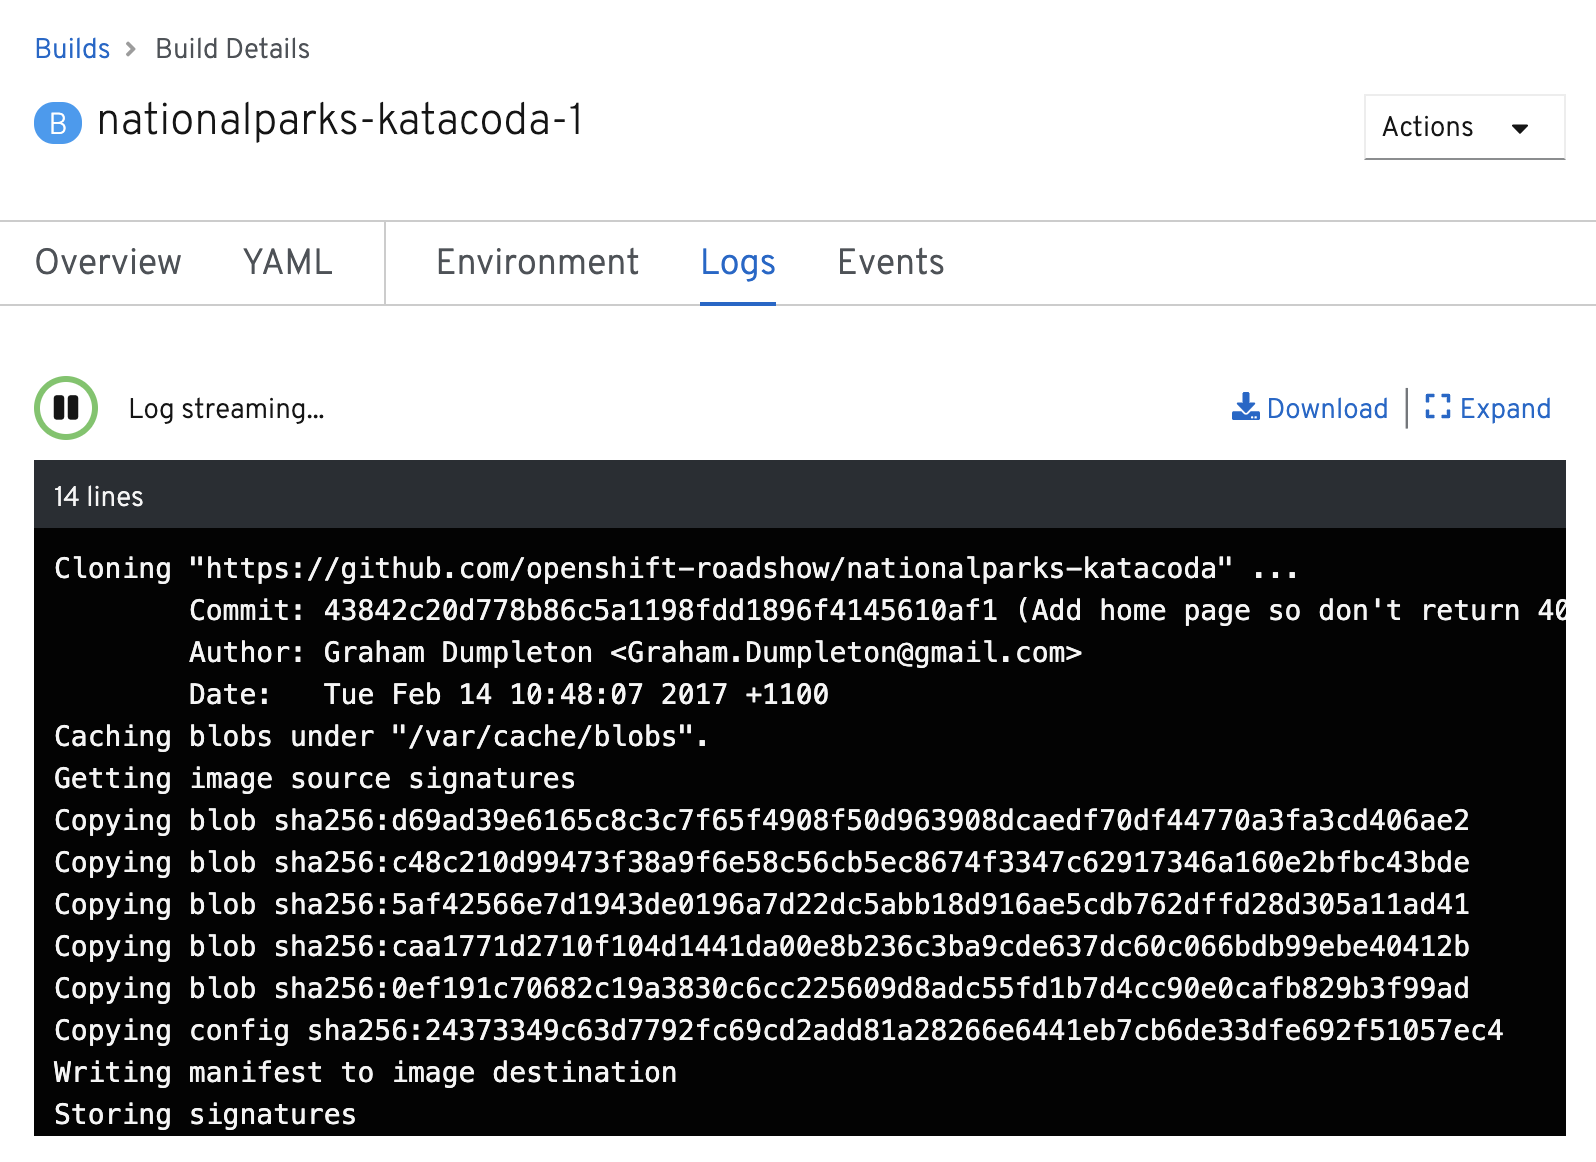 Builds > Build Details
B nationalparks-katacoda-1
Actions
Overview YAML Environment Logs Events
Log streaming...
Download | Expand
14 lines
Cloning "https://github.com/openshift-roadshow/nationalparks-katacoda" ...
Commit: 43842c20d778b86c5a1198fdd1896f4145610af1 (Add home page so don't return 40
Author: Graham Dumpleton <Graham.Dumpleton@gmail.com>
Date:   Tue Feb 14 10:48:07 2017 +1100
Caching blobs under "/var/cache/blobs".
Getting image source signatures
Copying blob sha256:d69ad39e6165c8c3c7f65f4908f50d963908dcaedf70df44770a3fa3cd406ae2
Copying blob sha256:c48c210d99473f38a9f6e58c56cb5ec8674f3347c62917346a160e2bfbc43bde
Copying blob sha256:5af42566e7d1943de0196a7d22dc5abb18d916ae5cdb762dffd28d305a11ad41
Copying blob sha256:caa1771d2710f104d1441da00e8b236c3ba9cde637dc60c066bdb99ebe40412b
Copying blob sha256:0ef191c70682c19a3830c6cc225609d8adc55fd1b7d4cc90e0cafb829b3f99ad
Copying config sha256:24373349c63d7792fc69cd2add81a28266e6441eb7cb6de33dfe692f51057ec4
Writing manifest to image destination
Storing signatures